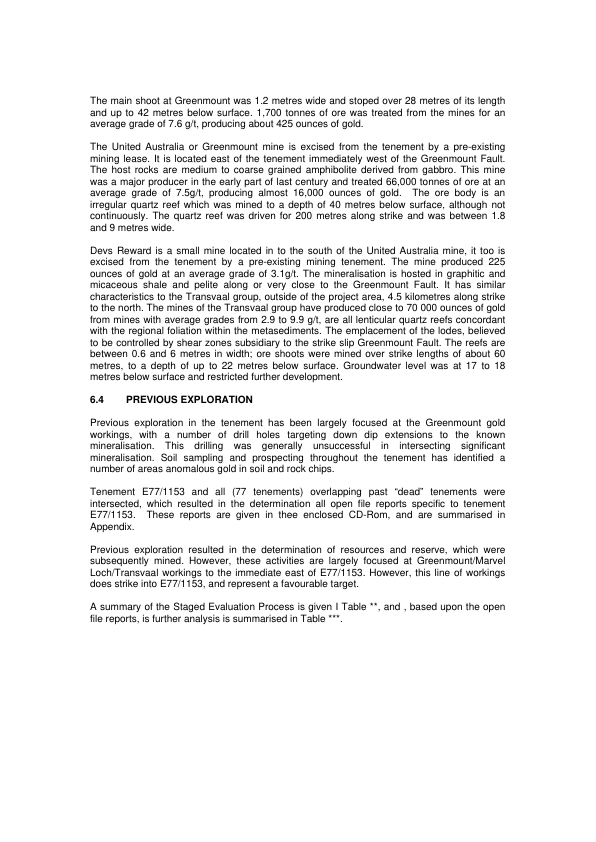 The main shoot at Greenmount was 1.2 metres wide and stoped over 28 metres of its length
and up to 42 metres below surface. 1,700 tonnes of ore was treated from the mines for an
average grade of 7.6 g/t, producing about 425 ounces of gold.
The United Australia or Greenmount mine is excised from the tenement by a pre-existing
mining lease. It is located east of the tenement immediately west of the Greenmount Fault.
The host rocks are medium to coarse grained amphibolite derived from gabbro. This mine
was a major producer in the early part of last century and treated 66,000 tonnes of ore at an
average grade of 7.5g/t, producing almost 16,000 ounces of gold.  The ore body is an
irregular quartz reef which was mined to a depth of 40 metres below surface, although not
continuously. The quartz reef was driven for 200 metres along strike and was between 1.8
and 9 metres wide.
Devs Reward is a small mine located in to the south of the United Australia mine, it too is
excised from the tenement by a pre-existing mining tenement. The mine produced 225
ounces of gold at an average grade of 3.1g/t. The mineralisation is hosted in graphitic and
micaceous shale and pelite along or very close to the Greenmount Fault. It has similar
characteristics to the Transvaal group, outside of the project area, 4.5 kilometres along strike
to the north. The mines of the Transvaal group have produced close to 70 000 ounces of gold
from mines with average grades from 2.9 to 9.9 g/t, are all lenticular quartz reefs concordant
with the regional foliation within the metasediments. The emplacement of the lodes, believed
to be controlled by shear zones subsidiary to the strike slip Greenmount Fault. The reefs are
between 0.6 and 6 metres in width; ore shoots were mined over strike lengths of about 60
metres, to a depth of up to 22 metres below surface. Groundwater level was at 17 to 18
metres below surface and restricted further development.
6.4 PREVIOUS EXPLORATION
Previous exploration in the tenement has been largely focused at the Greenmount gold
workings, with a number of drill holes targeting down dip extensions to the known
mineralisation. This drilling was generally unsuccessful in intersecting significant
mineralisation. Soil sampling and prospecting throughout the tenement has identified a
number of areas anomalous gold in soil and rock chips.
Tenement E77/1153 and all (77 tenements) overlapping past “dead” tenements were
intersected, which resulted in the determination all open file reports specific to tenement
E77/1153.  These reports are given in thee enclosed CD-Rom, and are summarised in
Appendix.
Previous exploration resulted in the determination of resources and reserve, which were
subsequently mined. However, these activities are largely focused at Greenmount/Marvel
Loch/Transvaal workings to the immediate east of E77/1153. However, this line of workings
does strike into E77/1153, and represent a favourable target.
A summary of the Staged Evaluation Process is given I Table **, and , based upon the open
file reports, is further analysis is summarised in Table ***.